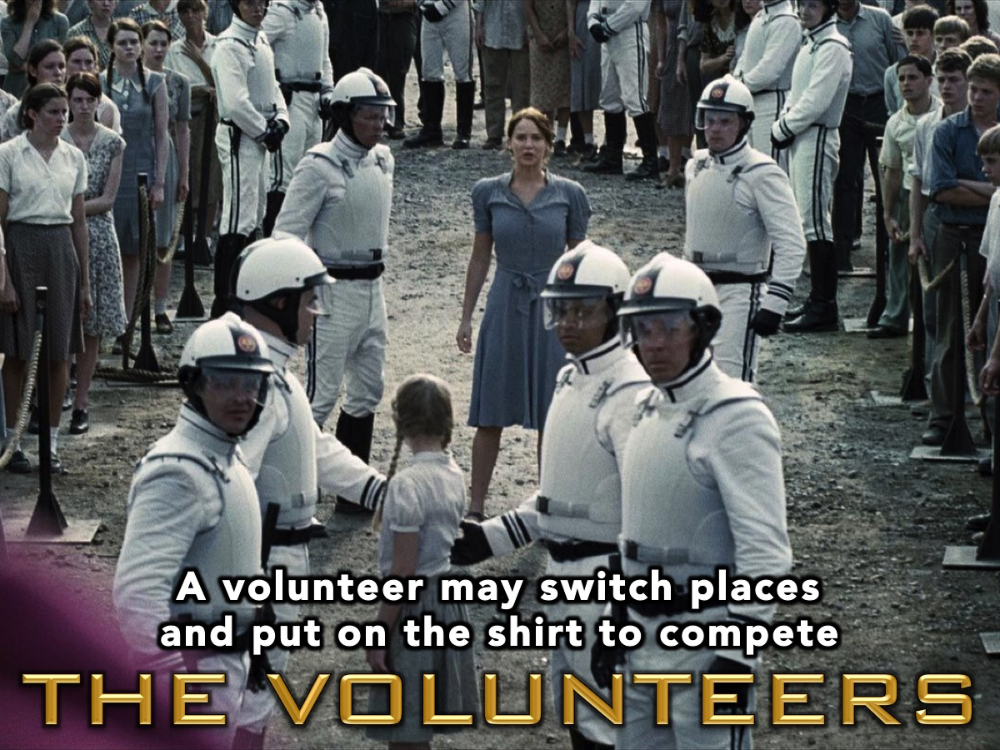 A volunteer may switch places
and put on the shirt to compete
THE VOLUNTEERS